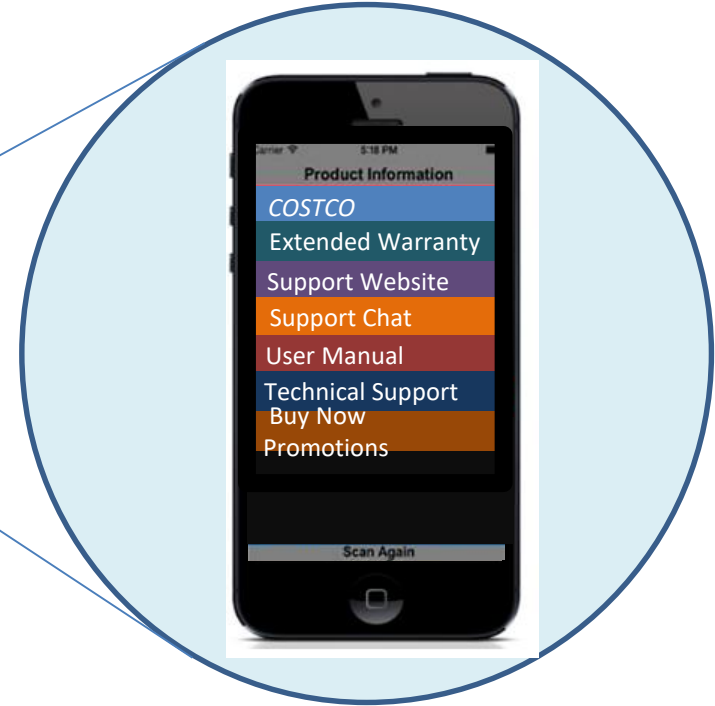 Carrier 5:18 PM
Product Information
COSTCO
Extended Warranty
Support Website
Support Chat
User Manual
Technical Support
Buy Now
Promotions
Scan Again